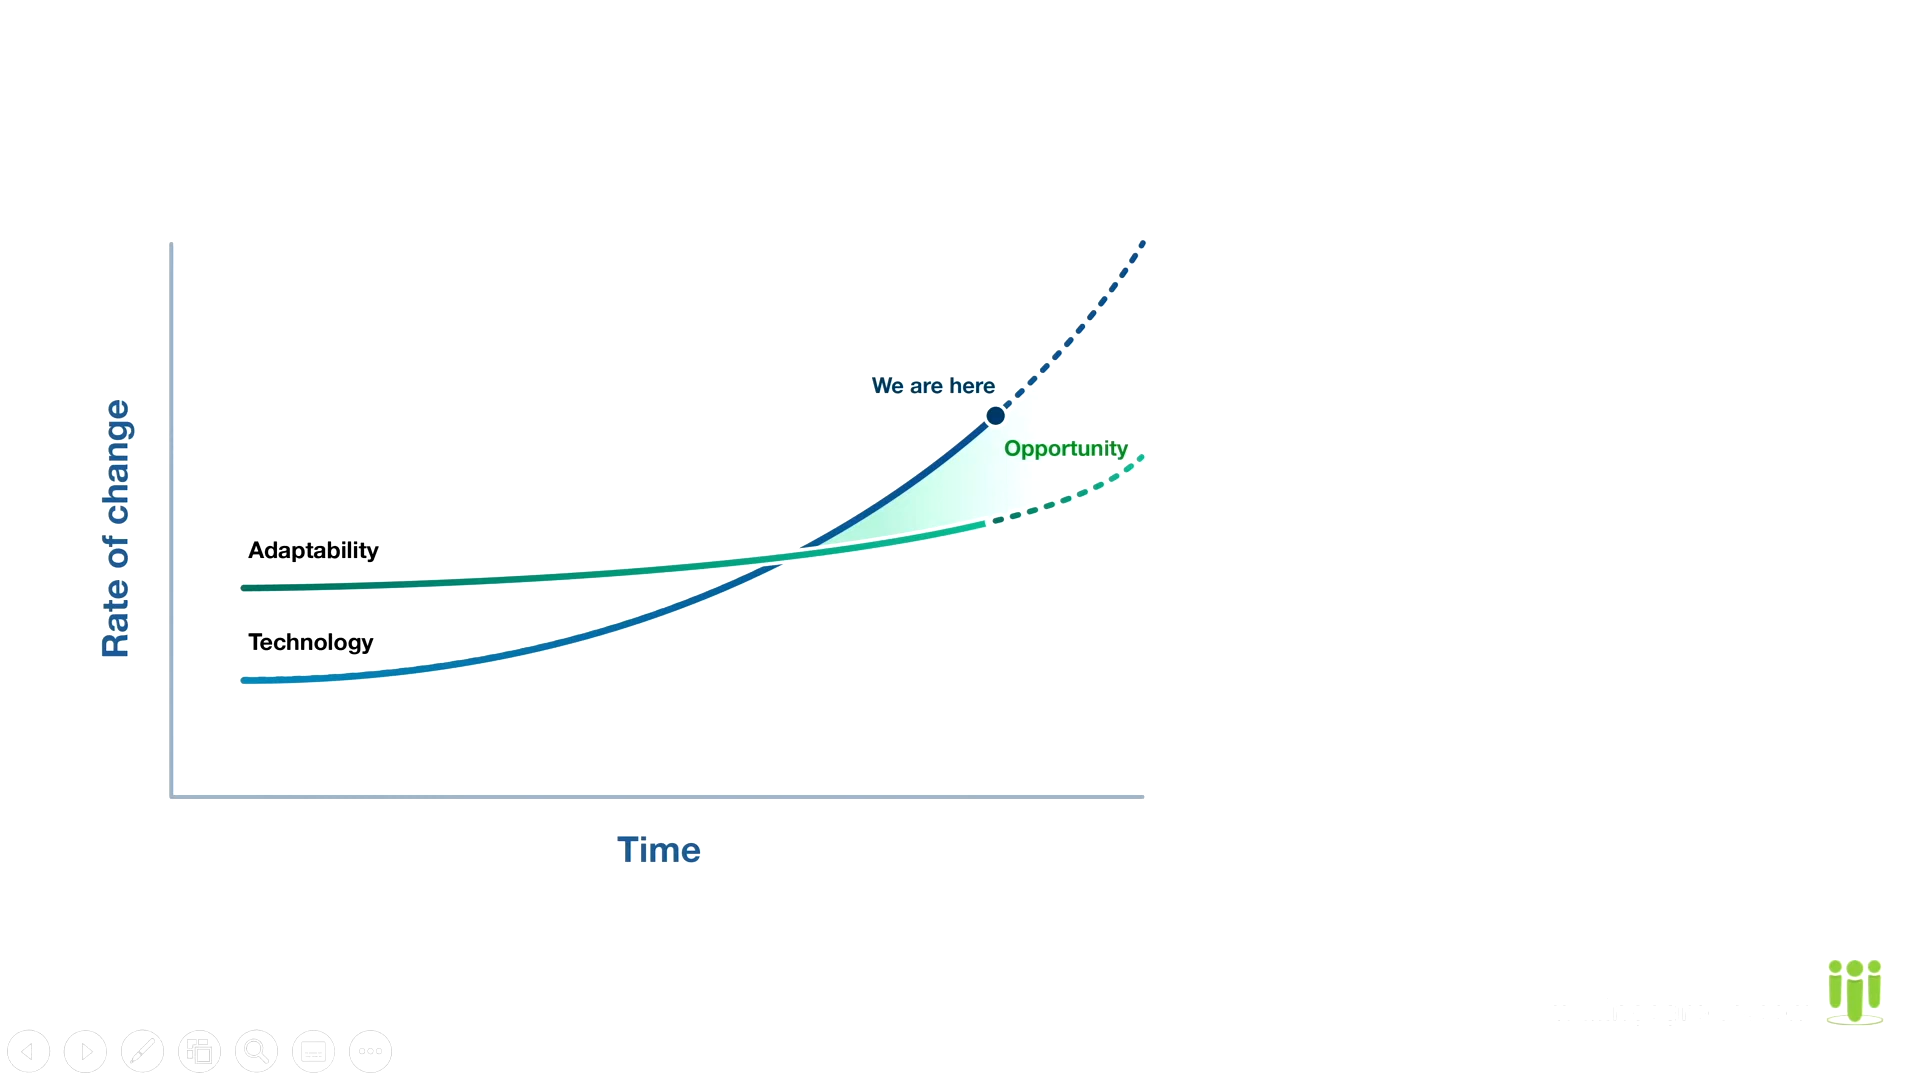 We are here
Opportunity
Adaptability
Technology
Rate of change
Time